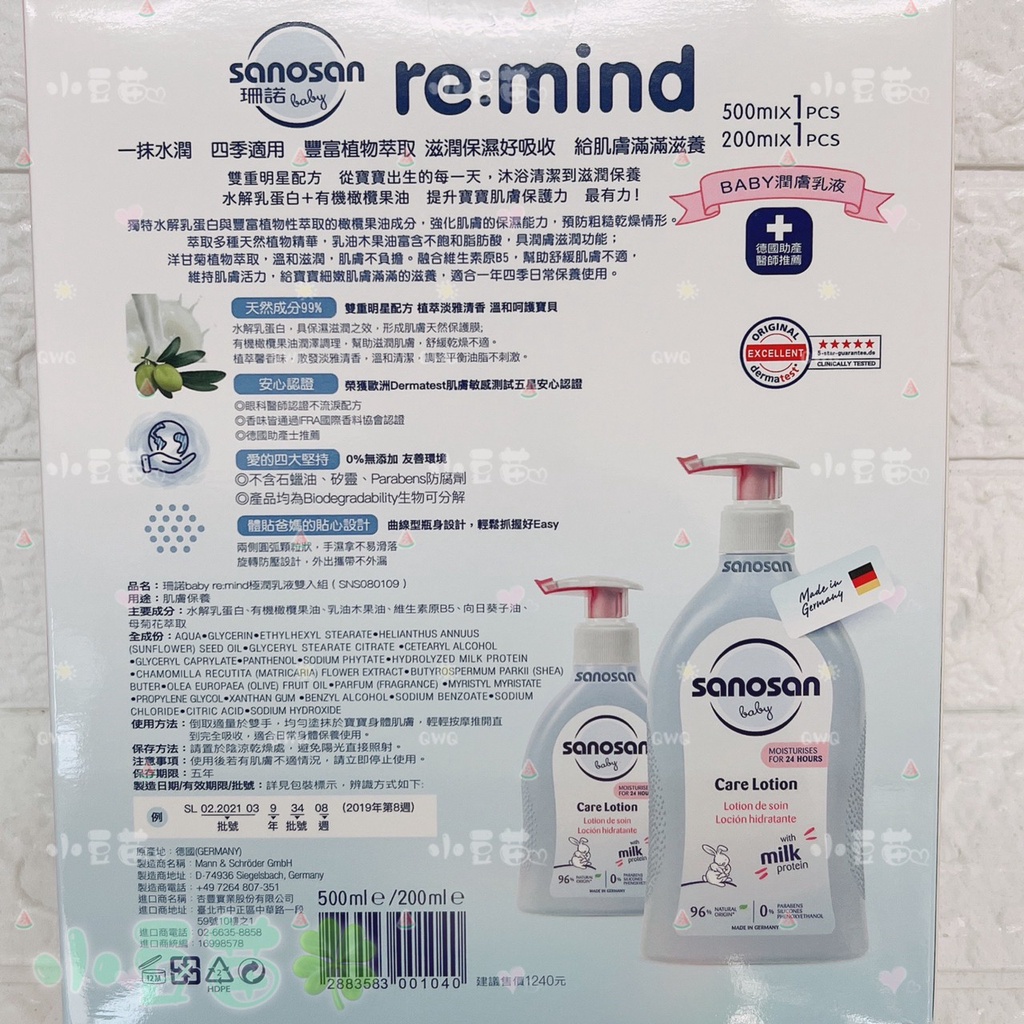 sanosan
珊諾 baby
re:mind
500mlX1PCS
200mlX1PCS
一抹水潤 四季適用 豐富植物萃取 滋潤保濕好吸收 給肌膚滿滿滋養
雙重明星配方 從寶寶出生的每一天，沐浴清潔到滋潤保養
水解乳蛋白+有機橄欖果油 提升寶寶肌膚保護力 最有力！
BABY潤膚乳液
獨特水解乳蛋白與豐富植物性萃取的橄欖果油成分，強化肌膚的保濕能力，預防粗糙乾燥情形。
萃取多種天然植物精華，乳油木果油富含不飽和脂肪酸，具潤膚滋潤功能；
洋甘菊植物萃取，溫和滋潤，肌膚不負擔。融合維生素原B5，幫助舒緩肌膚不適，
維持肌膚活力，給寶寶細嫩肌膚滿滿的滋養，適合一年四季日常保養使用。
德國助產
醫師推薦
天然成分99% 雙重明星配方 植萃淡雅清香 溫和呵護寶貝
水解乳蛋白，具保濕滋潤之效，形成肌膚天然保護膜;
有機橄欖果油潤澤調理，幫助滋潤肌膚，舒緩乾燥不適。
植萃馨香味，散發淡雅清香，溫和清潔，調整平衡油脂不刺激。
ORIGINAL
EXCELLENT
dermatest
5-star-guarantee.de
CLINICALLY TESTED
安心認證 榮獲歐洲Dermatest肌膚敏感測試五星安心認證
◎眼科醫師認證不流淚配方
◎香味皆通過IFRA國際香料協會認證
◎德國助產士推薦
愛的四大堅持 0%無添加 友善環境
◎不含石蠟油、矽靈、Parabens防腐劑
◎產品均為Biodegradability生物可分解
體貼爸媽的貼心設計 曲線型瓶身設計，輕鬆抓握好Easy
兩側圓弧顆粒狀，手濕拿不易滑落
旋轉防壓設計，外出攜帶不外漏
品名：珊諾baby re:mind極潤乳液雙入組（SNS080109）
用途：肌膚保養
主要成分：水解乳蛋白、有機橄欖果油、乳油木果油、維生素原B5、向日葵子油、
母菊花萃取
全成份：AQUA•GLYCERIN•ETHYLHEXYL STEARATE•HELIANTHUS ANNUUS
(SUNFLOWER) SEED OIL•GLYCERYL STEARATE CITRATE •CETEARYL ALCOHOL
•GLYCERYL CAPRYLATE•PANTHENOL•SODIUM PHYTATE•HYDROLYZED MILK PROTEIN
•CHAMOMILLA RECUTITA (MATRICARIA) FLOWER EXTRACT•BUTYROSPERMUM PARKII (SHEA)
BUTER•OLEA EUROPAEA (OLIVE) FRUIT OIL•PARFUM (FRAGRANCE) •MYRISTYL MYRISTATE
•PROPYLENE GLYCOL•XANTHAN GUM •BENZYL ALCOHOL•SODIUM BENZOATE•SODIUM
CHLORIDE•CITRIC ACID•SODIUM HYDROXIDE
使用方法：倒取適量於雙手，均勻塗抹於寶寶身體肌膚，輕輕按摩推開直
到完全吸收，適合日常身體保養使用。
保存方法：請置於陰涼乾燥處，避免陽光直接照射。
注意事項：使用後若有肌膚不適情況，請立即停止使用。
保存期限：五年
製造日期/有效期限/批號：詳見包裝標示，辨識方式如下：
例 SL 02.2021 03 9 34 08 (2019年第8週)
批號 年 批號 週
原產地：德國(GERMANY)
製造商名稱：Mann & Schröder GmbH
製造商地址：D-74936 Siegelsbach, Germany
製造商電話：+49 7264 807-351
進口商名稱：杏豐實業股份有限公司
進口商地址：臺北市中正區中華路一段
59號10樓之1
進口商電話：02-6635-8858
進口商統編：16998578
12M
2
HDPE
500ml e /200ml e
2883583 001040
建議售價1240元
sanosan
sanosan
baby
MOISTURISES
FOR 24 HOU
Care Lotion
Lotion de soin
Loción hidratante
with
milk
protein
96% NATURAL ORIGIN*
0% PARABENS
SILICONES
PHENOXYE
MADE IN GERMANY
sanosan
Made in
Germany
sanosan
baby
MOISTURISES
FOR 24 HOURS
Care Lotion
Lotion de soin
Loción hidratante
with
milk
protein
96% NATURAL ORIGIN*
0% PARABENS
SILICONES
PHENOXYETHANOL
MADE IN GERMANY
小豆苗
QWQ